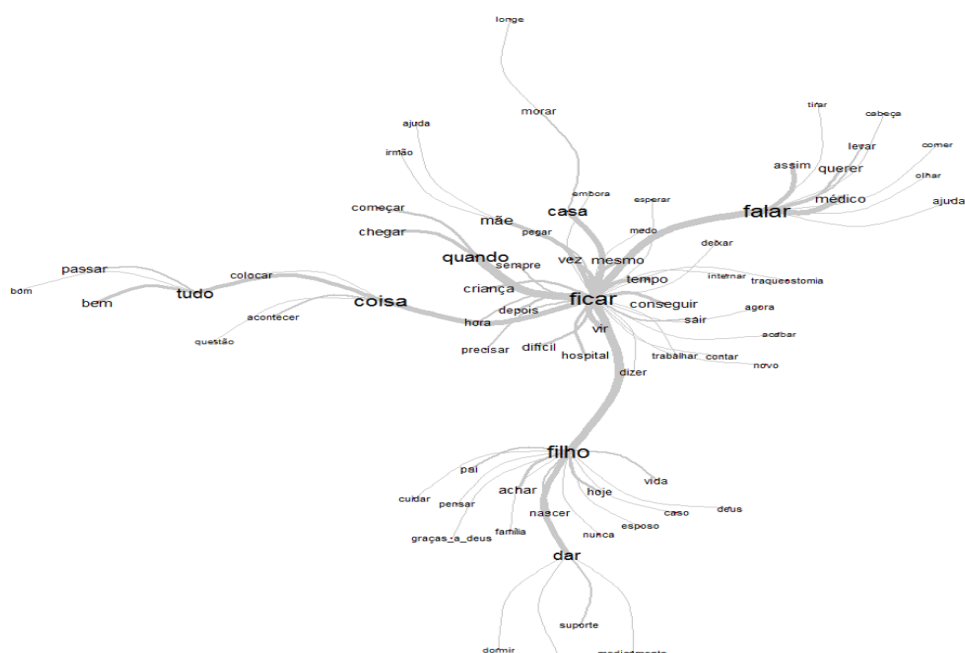 longe
tirar
morar
cabeça
ajuda
levar
comer
irmão
assim
querer
olhar
embora
esperar
médico
ajuda
começar
casa
falar
mãe
pegar
medo
chegar
deixar
quando
vez
mesmo
sempre
passar
colocar
tempo
internar
traqueostomia
bom
criança
tudo
bem
coisa
ficar
conseguir
agora
depois
acontecer
sair
hora
vir
questão
acabar
precisar
difícil
hospital
trabalhar
contar
novo
dizer
filho
pai
vida
cuidar
achar
hoje
pensar
nascer
caso
deus
esposo
família
graças_a_deus
nunca
dar
suporte
dormir